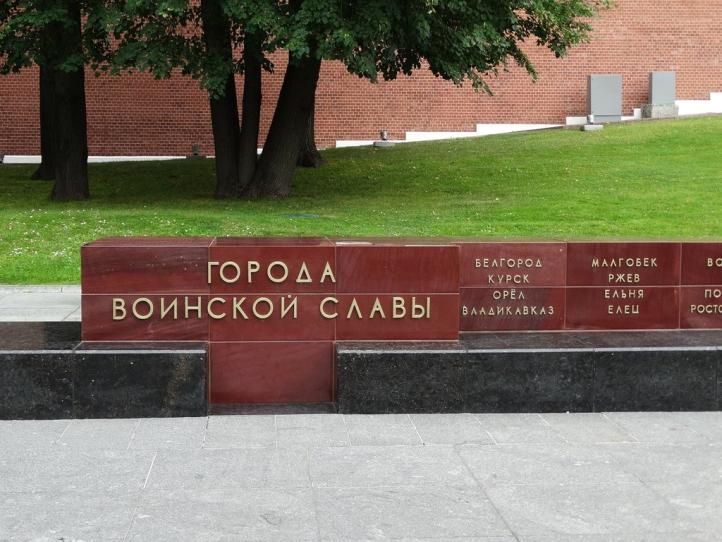 ГОРОДА
ВОИНСКОЙ СЛАВЫ
БЕЛГОРОД
КУРСК
ОРЁЛ
ВЛАДИКАВКАЗ
МАЛГОБЕК
РЖЕВ
ЕЛЬНЯ
ЕЛЕЦ